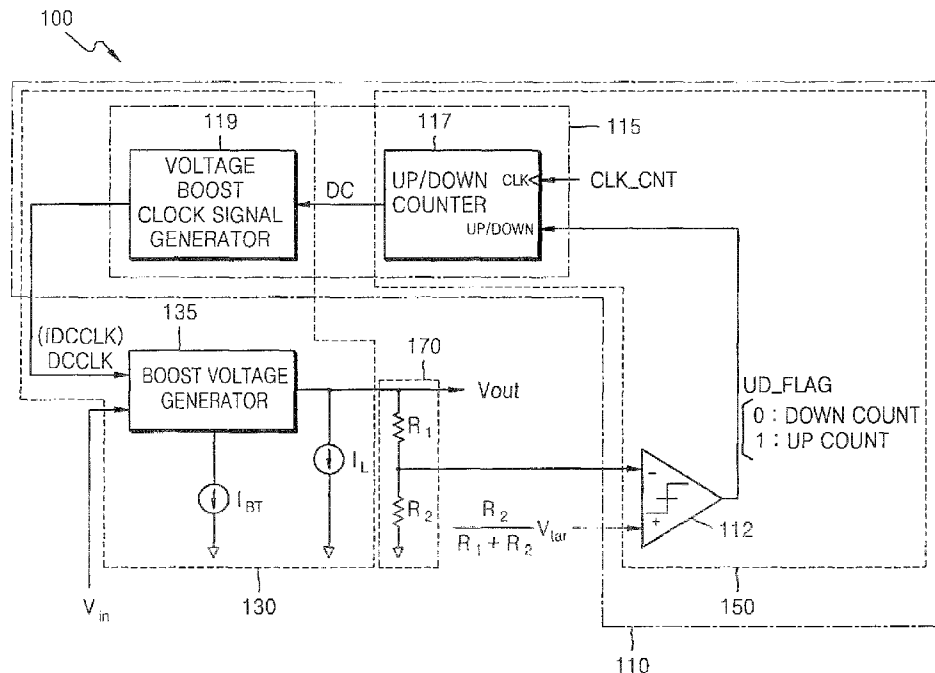 100
119
117
115
VOLTAGE
BOOST
CLOCK SIGNAL
GENERATOR
DC
UP/DOWN
COUNTER
CLK
UP/DOWN
CLK_CNT
(fDCCLK)
DCCLK
135
BOOST VOLTAGE
GENERATOR
170
Vout
UD_FLAG
0 : DOWN COUNT
1 : UP COUNT
R1
IL
IBT
R2
R2
R1 + R2
Vtar
-
+
112
Vin
130
150
110